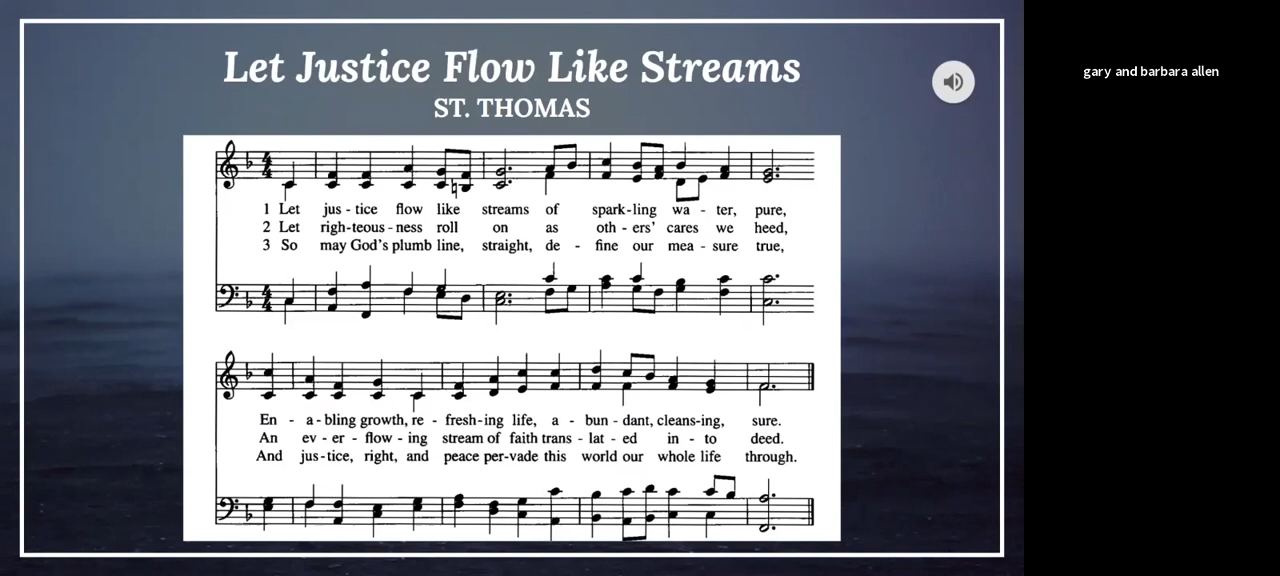 Let Justice Flow Like Streams
ST. THOMAS
gary and barbara allen
1 Let jus - tice flow like streams of spark - ling wa - ter, pure,
2 Let righ - teous - ness roll on as oth - ers' cares we heed,
3 So may God's plumb line, straight, de - fine our mea - sure true,
En - a - bling growth, re - fresh - ing life, a - bun - dant, cleans - ing, sure.
An ev - er - flow - ing stream of faith trans - lat - ed in - to deed.
And jus - tice, right, and peace per - vade this world our whole life through.